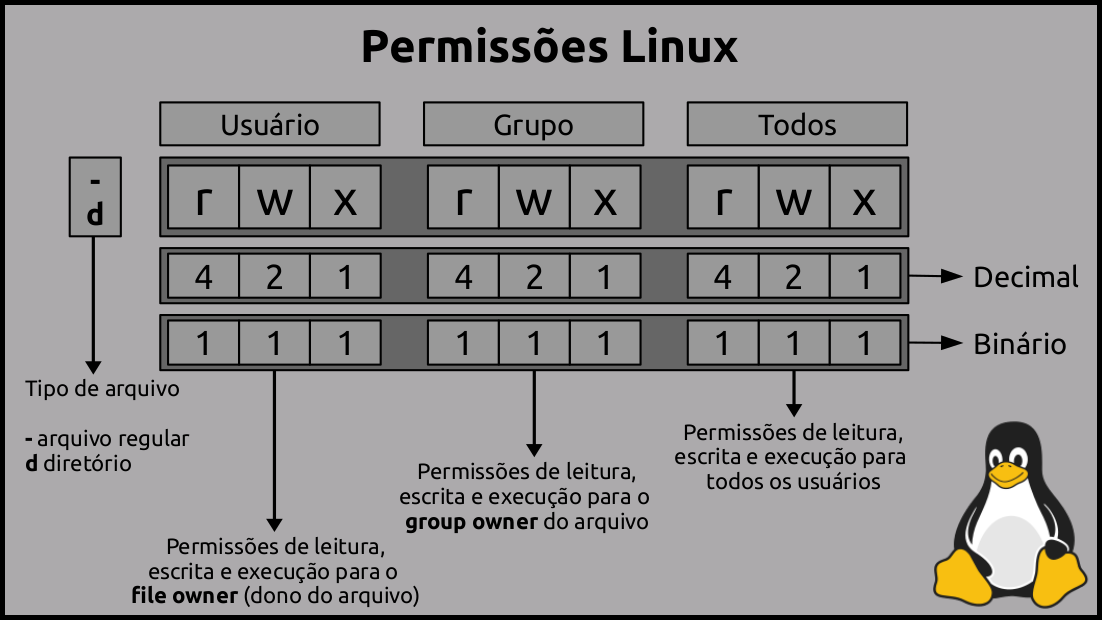 Permissões Linux
Usuário Grupo Todos
-
d
r w x r w x r w x
4 2 1 4 2 1 4 2 1 Decimal
1 1 1 1 1 1 1 1 1 Binário
Tipo de arquivo
- arquivo regular
d diretório
Permissões de leitura,
escrita e execução para o
file owner (dono do arquivo)
Permissões de leitura,
escrita e execução para o
group owner do arquivo
Permissões de leitura,
escrita e execução para
todos os usuários